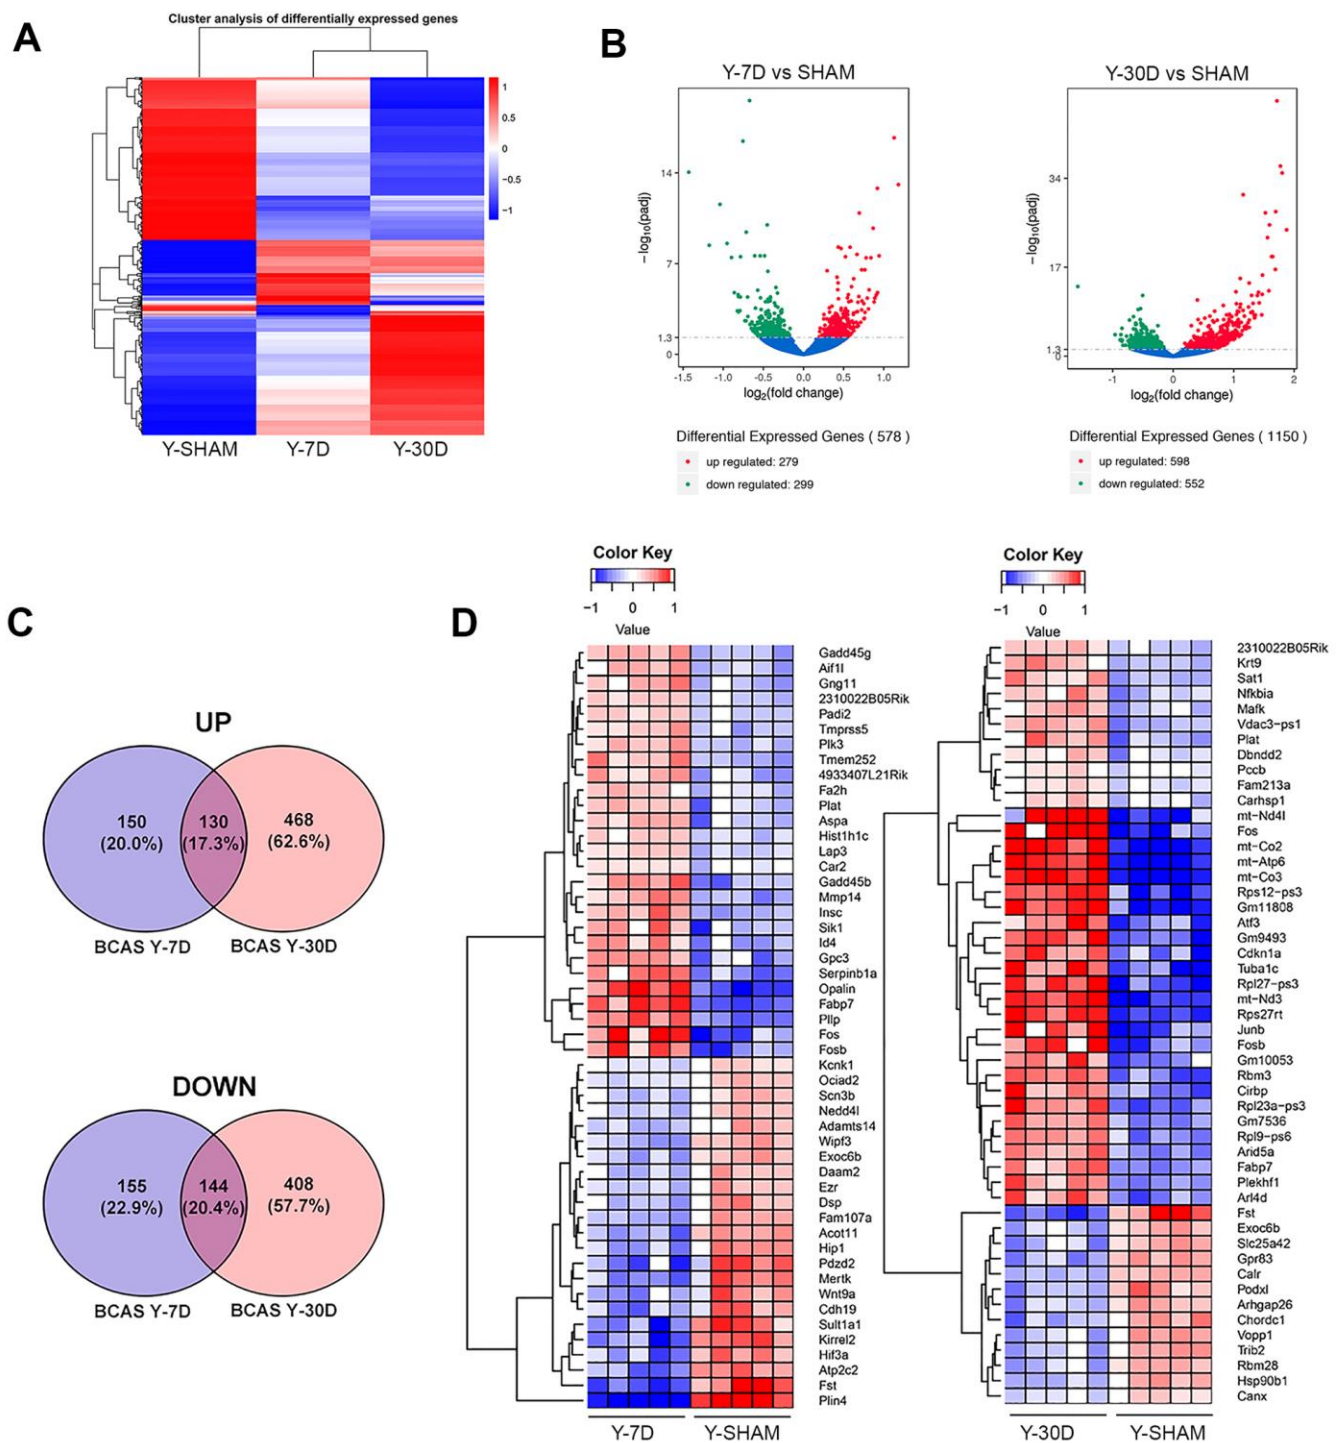 A
Cluster analysis of differentially expressed genes
1
0.5
0
−0.5
−1
Y-SHAM
Y-7D
Y-30D
B
Y-7D vs SHAM
−log10(padj)
14
7
1.3
0
-1.5
-1.0
-0.5
0.0
0.5
1.0
log2(fold change)
Differential Expressed Genes ( 578 )
up regulated: 279
down regulated: 299
Y-30D vs SHAM
−log10(padj)
34
17
1.3
0
-1
0
1
2
log2(fold change)
Differential Expressed Genes ( 1150 )
up regulated: 598
down regulated: 552
C
UP
150
(20.0%)
130
(17.3%)
468
(62.6%)
BCAS Y-7D
BCAS Y-30D
DOWN
155
(22.9%)
144
(20.4%)
408
(57.7%)
BCAS Y-7D
BCAS Y-30D
D
Color Key
−1
0
1
Value
Gadd45g
Aif1l
Gng11
2310022B05Rik
Padi2
Tmprss5
Plk3
Tmem252
4933407L21Rik
Fa2h
Plat
Aspa
Hist1h1c
Lap3
Car2
Gadd45b
Mmp14
Insc
Sik1
Id4
Gpc3
Serpinb1a
Opalin
Fabp7
Pllp
Fos
Fosb
Kcnk1
Ociad2
Scn3b
Nedd4l
Adamts14
Wipf3
Exoc6b
Daam2
Ezr
Dsp
Fam107a
Acot11
Hip1
Pdzd2
Mertk
Wnt9a
Cdh19
Sult1a1
Kirrel2
Hif3a
Atp2c2
Fst
Plin4
Y-7D
Y-SHAM
Color Key
−1
0
1
Value
2310022B05Rik
Krt9
Sat1
Nfkbia
Mafk
Vdac3−ps1
Plat
Dbndd2
Pccb
Fam213a
Carhsp1
mt−Nd4l
Fos
mt−Co2
mt−Atp6
mt−Co3
Rps12−ps3
Gm11808
Atf3
Gm9493
Cdkn1a
Tuba1c
Rpl27−ps3
mt−Nd3
Rps27rt
Junb
Fosb
Gm10053
Rbm3
Cirbp
Rpl23a−ps3
Gm7536
Rpl9−ps6
Arid5a
Fabp7
Plekhf1
Arl4d
Fst
Exoc6b
Slc25a42
Gpr83
Calr
Podxl
Arhgap26
Chordc1
Vopp1
Trib2
Rbm28
Hsp90b1
Canx
Y-30D
Y-SHAM